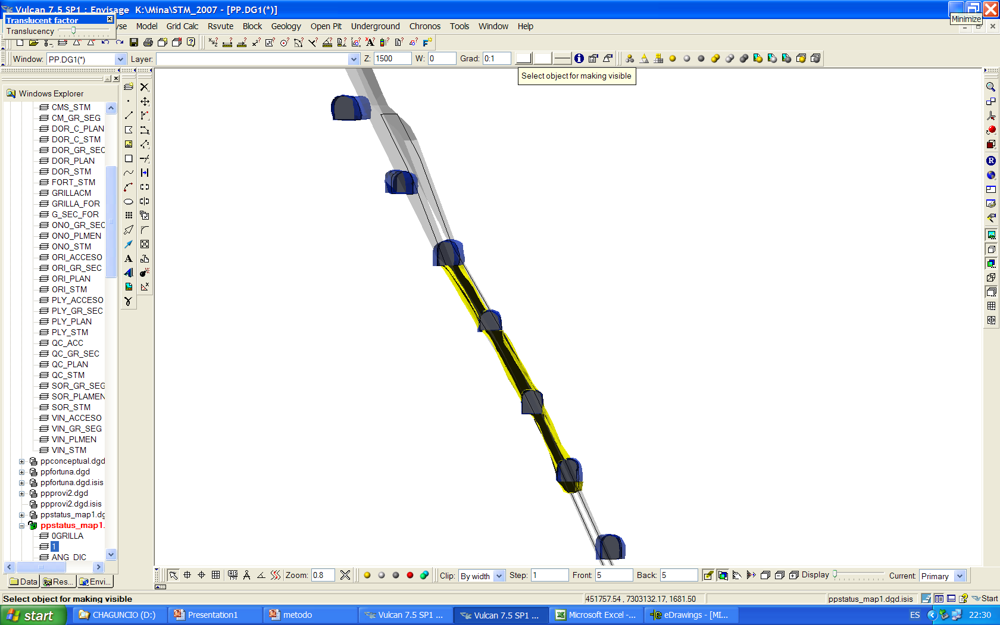 Vulcan 7.5 SP1 : Envisage K:\Mina\STM_2007 - [PP.DG1(*)]
Translucent factor
Translucency
Minimize
Model Grid Calc Rsvute Block Geology Open Pit Underground Chronos Tools Window Help
Window: PP.DG1(*) Layer: Z: 1500 W: 0 Grad: 0:1
Select object for making visible
Windows Explorer
CMS_STM
CM_GR_SEG
DOR_C_PLAN
DOR_C_STM
DOR_GR_SEC
DOR_PLAN
DOR_STM
FORT_STM
GRILLACM
GRILLA_FOR
G_SEC_FOR
ONO_GR_SEC
ONO_PLMEN
ONO_STM
ORI_ACCESO
ORI_GR_SEC
ORI_PLAN
ORI_STM
PLY_ACCESO
PLY_GR_SEC
PLY_PLAN
PLY_STM
QC_ACC
QC_GR_SEC
QC_PLAN
QC_STM
SOR_GR_SEG
SOR_PLAMEN
SOR_STM
VIN_ACCESO
VIN_GR_SEG
VIN_PLMEN
VIN_STM
ppconceptual.dgd
ppfortuna.dgd
ppfortuna.dgd.isis
ppprovi2.dgd
ppprovi2.dgd.isis
ppstatus_map1.dg
ppstatus_map1.
0GRILLA
1
ANG_DIC
Data Res... Envi...
Zoom: 0.8 Clip: By width Step: 1 Front: 5 Back: 5 Display Current: Primary
Select object for making visible 451757.54 , 7303132.17, 1681.50 ppstatus_map1.dgd.isis Start
start CHAGUNCIO (D:) Presentation1 metodo Vulcan 7.5 SP1 ... Vulcan 7.5 SP1 ... Microsoft Excel -... eDrawings - [MI... ES 22:30